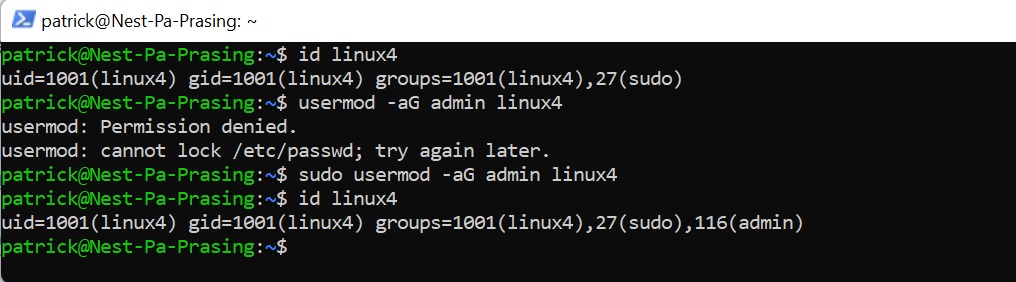 patrick@Nest-Pa-Prasing: ~
patrick@Nest-Pa-Prasing:~$ id linux4
uid=1001(linux4) gid=1001(linux4) groups=1001(linux4),27(sudo)
patrick@Nest-Pa-Prasing:~$ usermod -aG admin linux4
usermod: Permission denied.
usermod: cannot lock /etc/passwd; try again later.
patrick@Nest-Pa-Prasing:~$ sudo usermod -aG admin linux4
patrick@Nest-Pa-Prasing:~$ id linux4
uid=1001(linux4) gid=1001(linux4) groups=1001(linux4),27(sudo),116(admin)
patrick@Nest-Pa-Prasing:~$